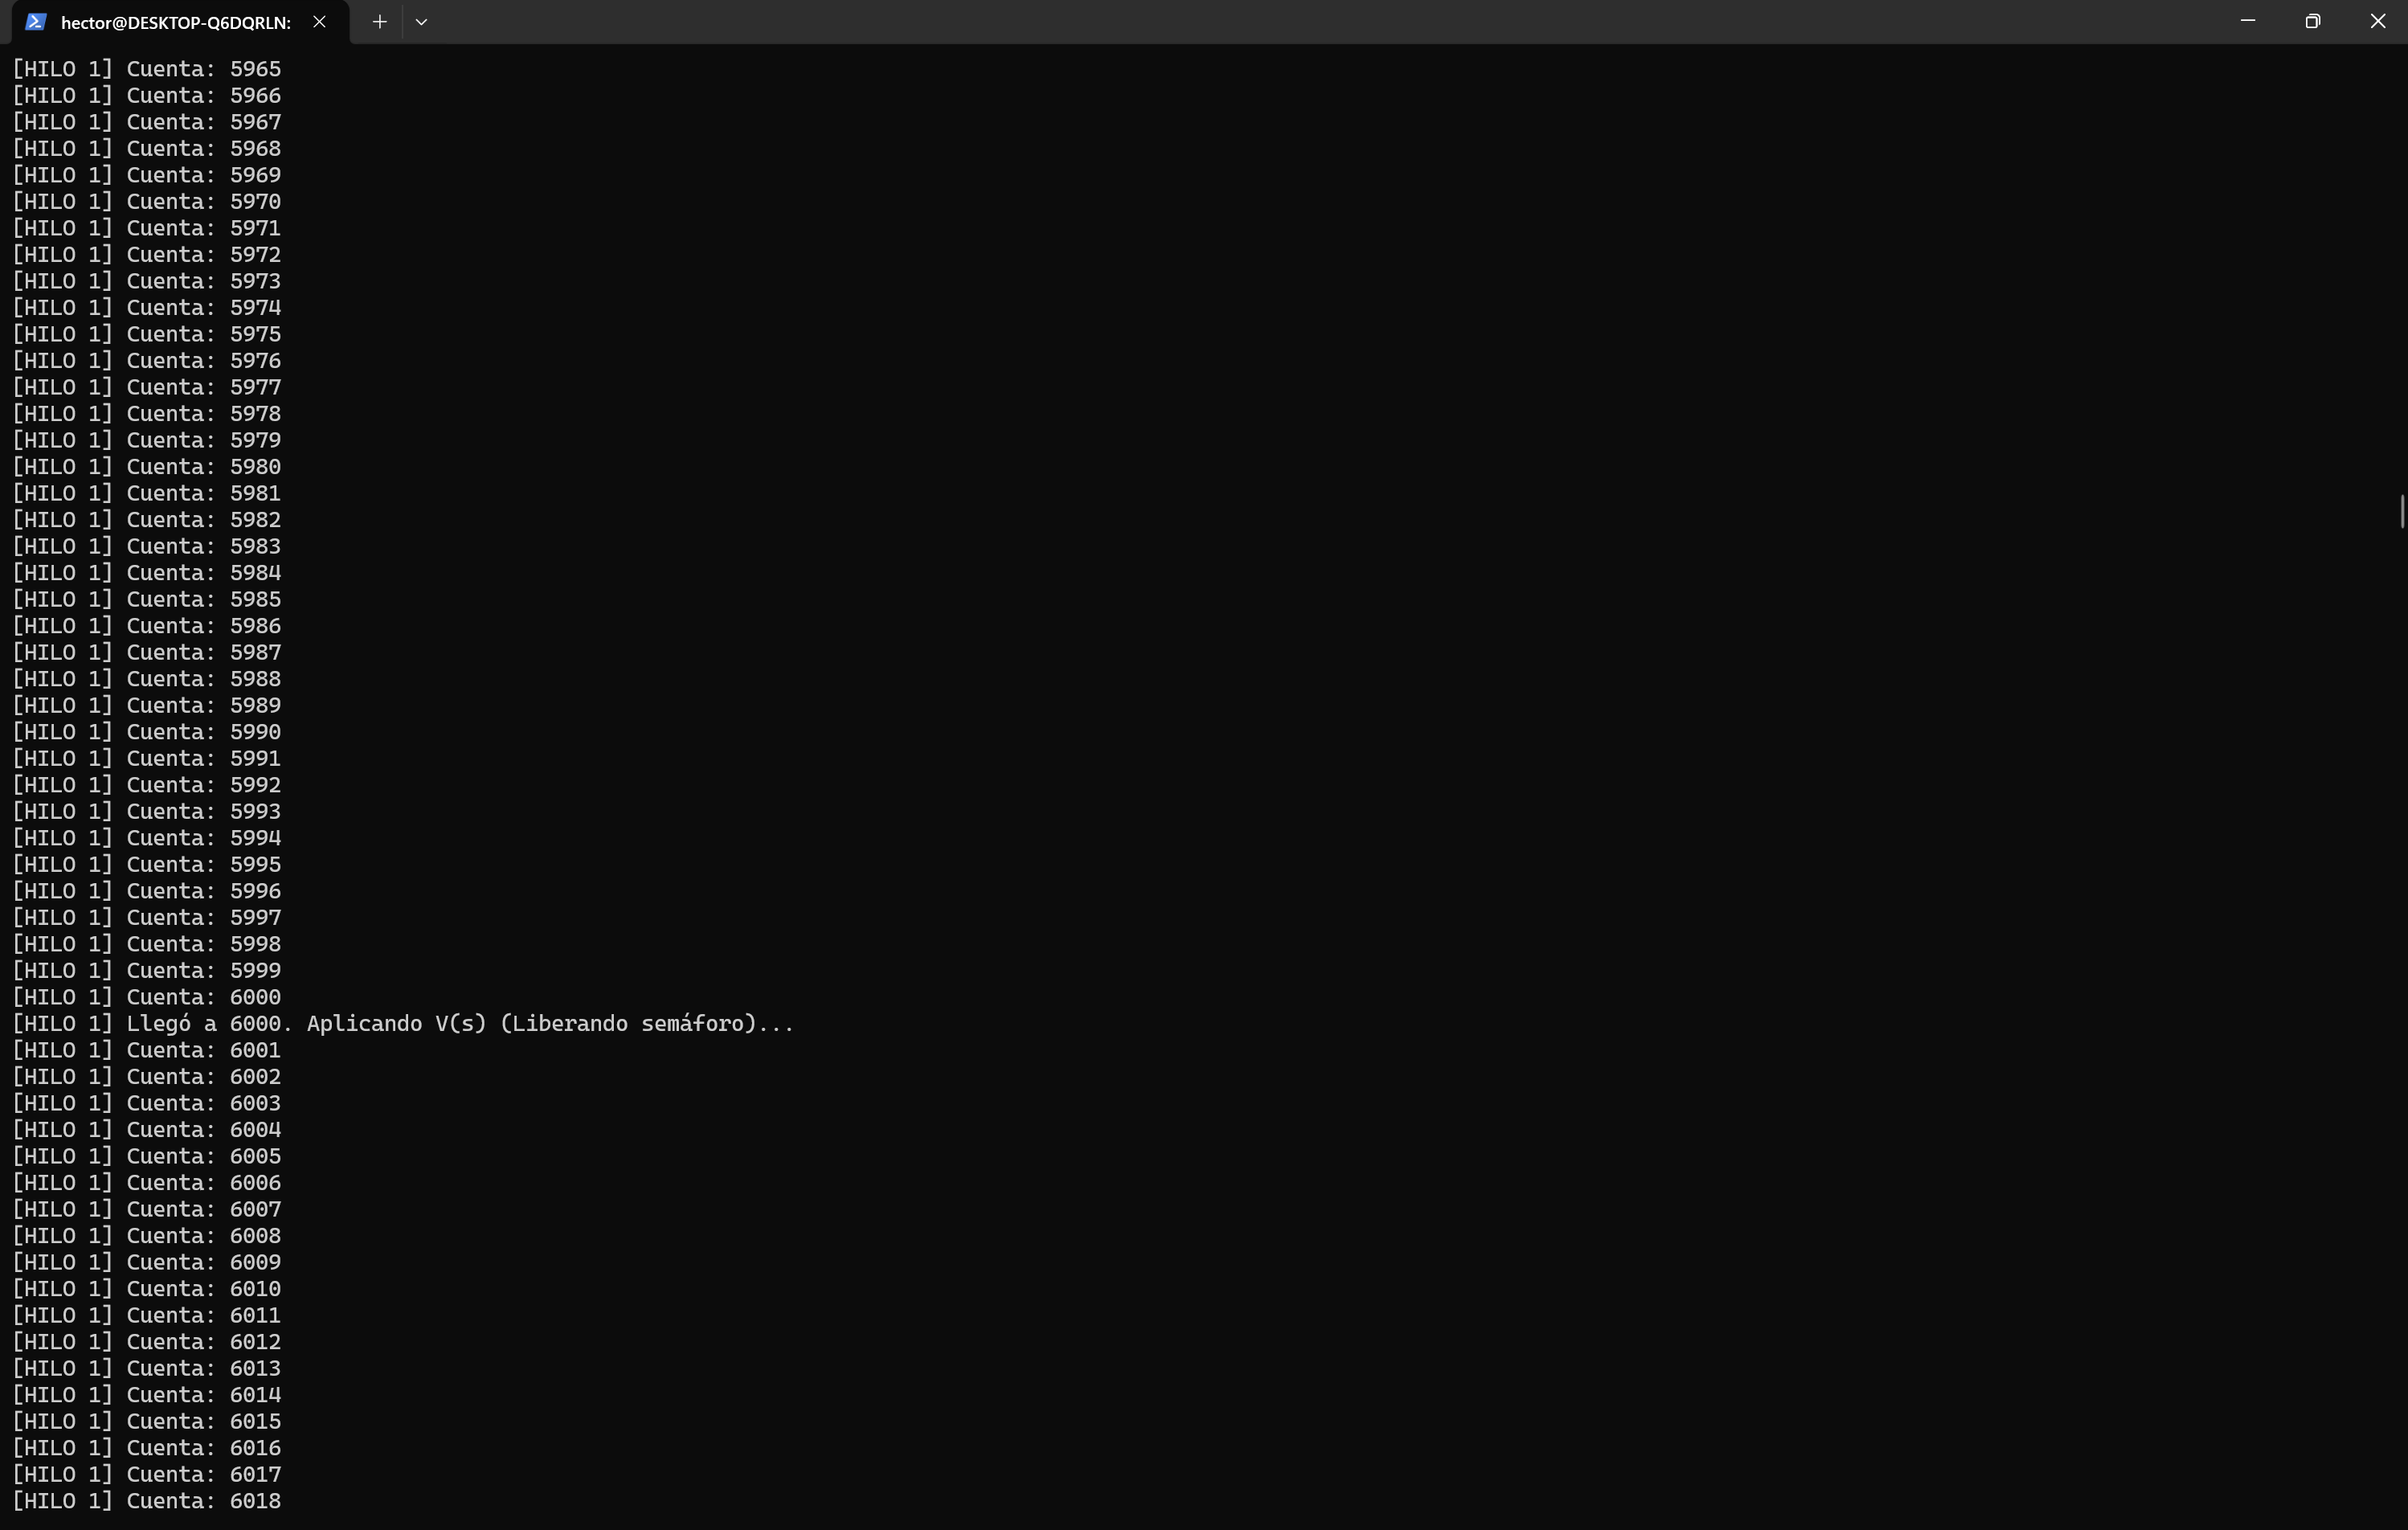 hector@DESKTOP-Q6DQRLN:
[HILO 1] Cuenta: 5965
[HILO 1] Cuenta: 5966
[HILO 1] Cuenta: 5967
[HILO 1] Cuenta: 5968
[HILO 1] Cuenta: 5969
[HILO 1] Cuenta: 5970
[HILO 1] Cuenta: 5971
[HILO 1] Cuenta: 5972
[HILO 1] Cuenta: 5973
[HILO 1] Cuenta: 5974
[HILO 1] Cuenta: 5975
[HILO 1] Cuenta: 5976
[HILO 1] Cuenta: 5977
[HILO 1] Cuenta: 5978
[HILO 1] Cuenta: 5979
[HILO 1] Cuenta: 5980
[HILO 1] Cuenta: 5981
[HILO 1] Cuenta: 5982
[HILO 1] Cuenta: 5983
[HILO 1] Cuenta: 5984
[HILO 1] Cuenta: 5985
[HILO 1] Cuenta: 5986
[HILO 1] Cuenta: 5987
[HILO 1] Cuenta: 5988
[HILO 1] Cuenta: 5989
[HILO 1] Cuenta: 5990
[HILO 1] Cuenta: 5991
[HILO 1] Cuenta: 5992
[HILO 1] Cuenta: 5993
[HILO 1] Cuenta: 5994
[HILO 1] Cuenta: 5995
[HILO 1] Cuenta: 5996
[HILO 1] Cuenta: 5997
[HILO 1] Cuenta: 5998
[HILO 1] Cuenta: 5999
[HILO 1] Cuenta: 6000
[HILO 1] Llegó a 6000. Aplicando V(s) (Liberando semáforo)...
[HILO 1] Cuenta: 6001
[HILO 1] Cuenta: 6002
[HILO 1] Cuenta: 6003
[HILO 1] Cuenta: 6004
[HILO 1] Cuenta: 6005
[HILO 1] Cuenta: 6006
[HILO 1] Cuenta: 6007
[HILO 1] Cuenta: 6008
[HILO 1] Cuenta: 6009
[HILO 1] Cuenta: 6010
[HILO 1] Cuenta: 6011
[HILO 1] Cuenta: 6012
[HILO 1] Cuenta: 6013
[HILO 1] Cuenta: 6014
[HILO 1] Cuenta: 6015
[HILO 1] Cuenta: 6016
[HILO 1] Cuenta: 6017
[HILO 1] Cuenta: 6018